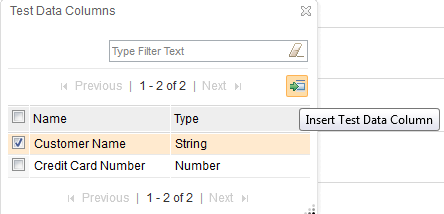 Test Data Columns
Type Filter Text
Previous | 1 - 2 of 2 | Next
Insert Test Data Column
Name Type
Customer Name String
Credit Card Number Number
Previous | 1 - 2 of 2 | Next